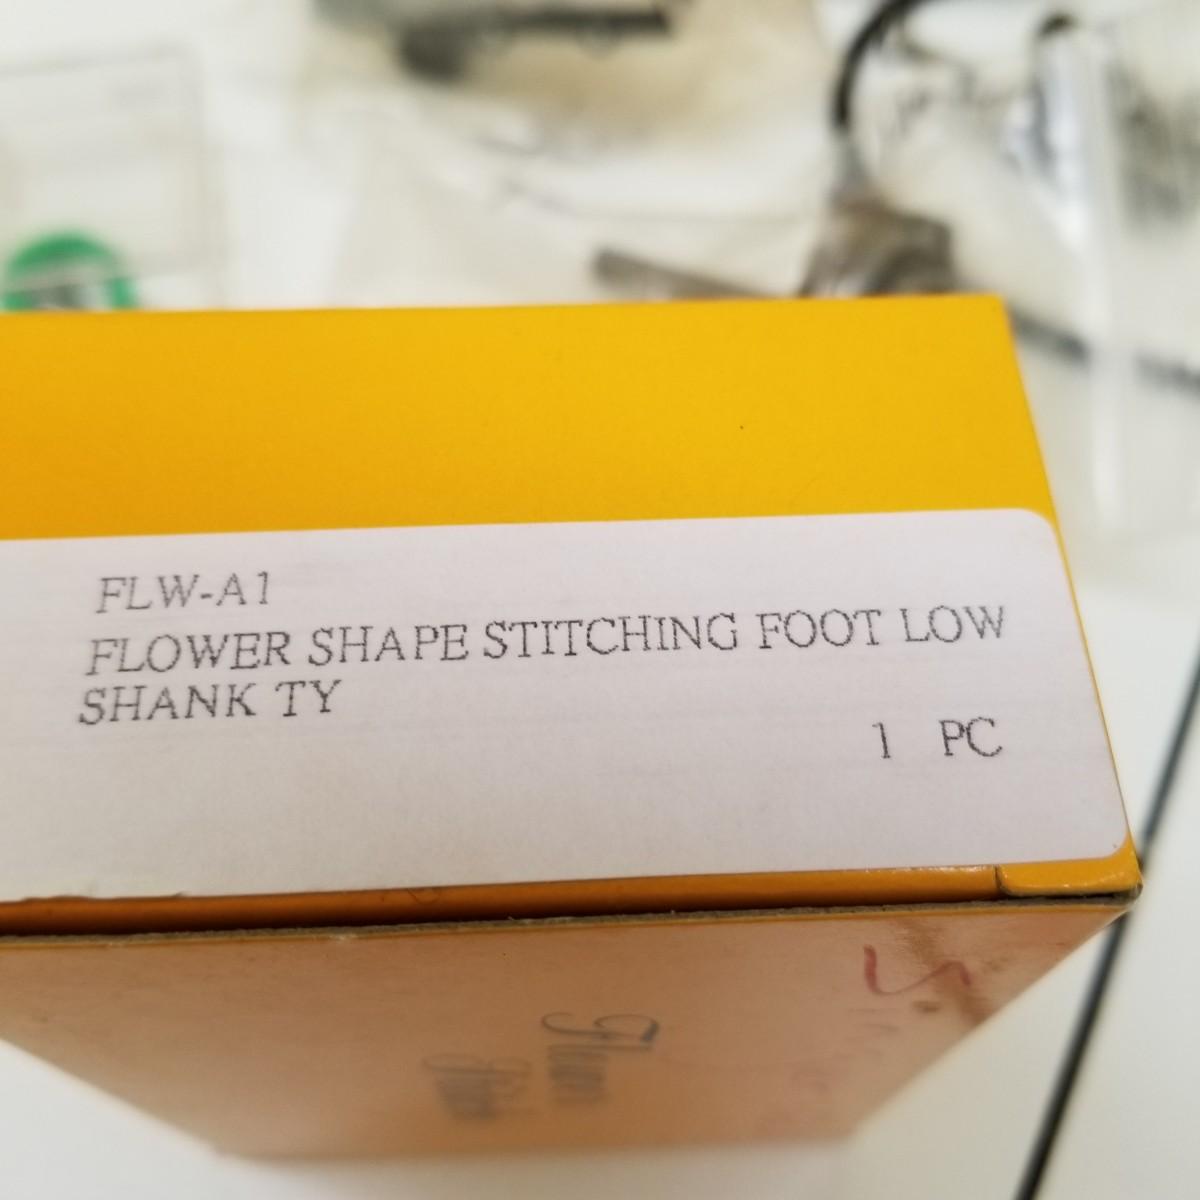 FLW-A1
FLOWER SHAPE STITCHING FOOT LOW
SHANK TY
1 PC